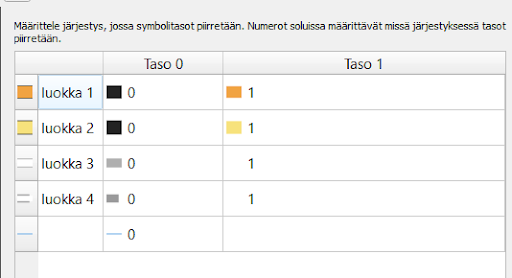 Määrittele järjestys, jossa symbolitasot piirretään. Numerot soluissa määrittävät missä järjestyksessä tasot
piirretään.
Taso 0 Taso 1
luokka 1 0 1
luokka 2 0 1
luokka 3 0 1
luokka 4 0 1
0